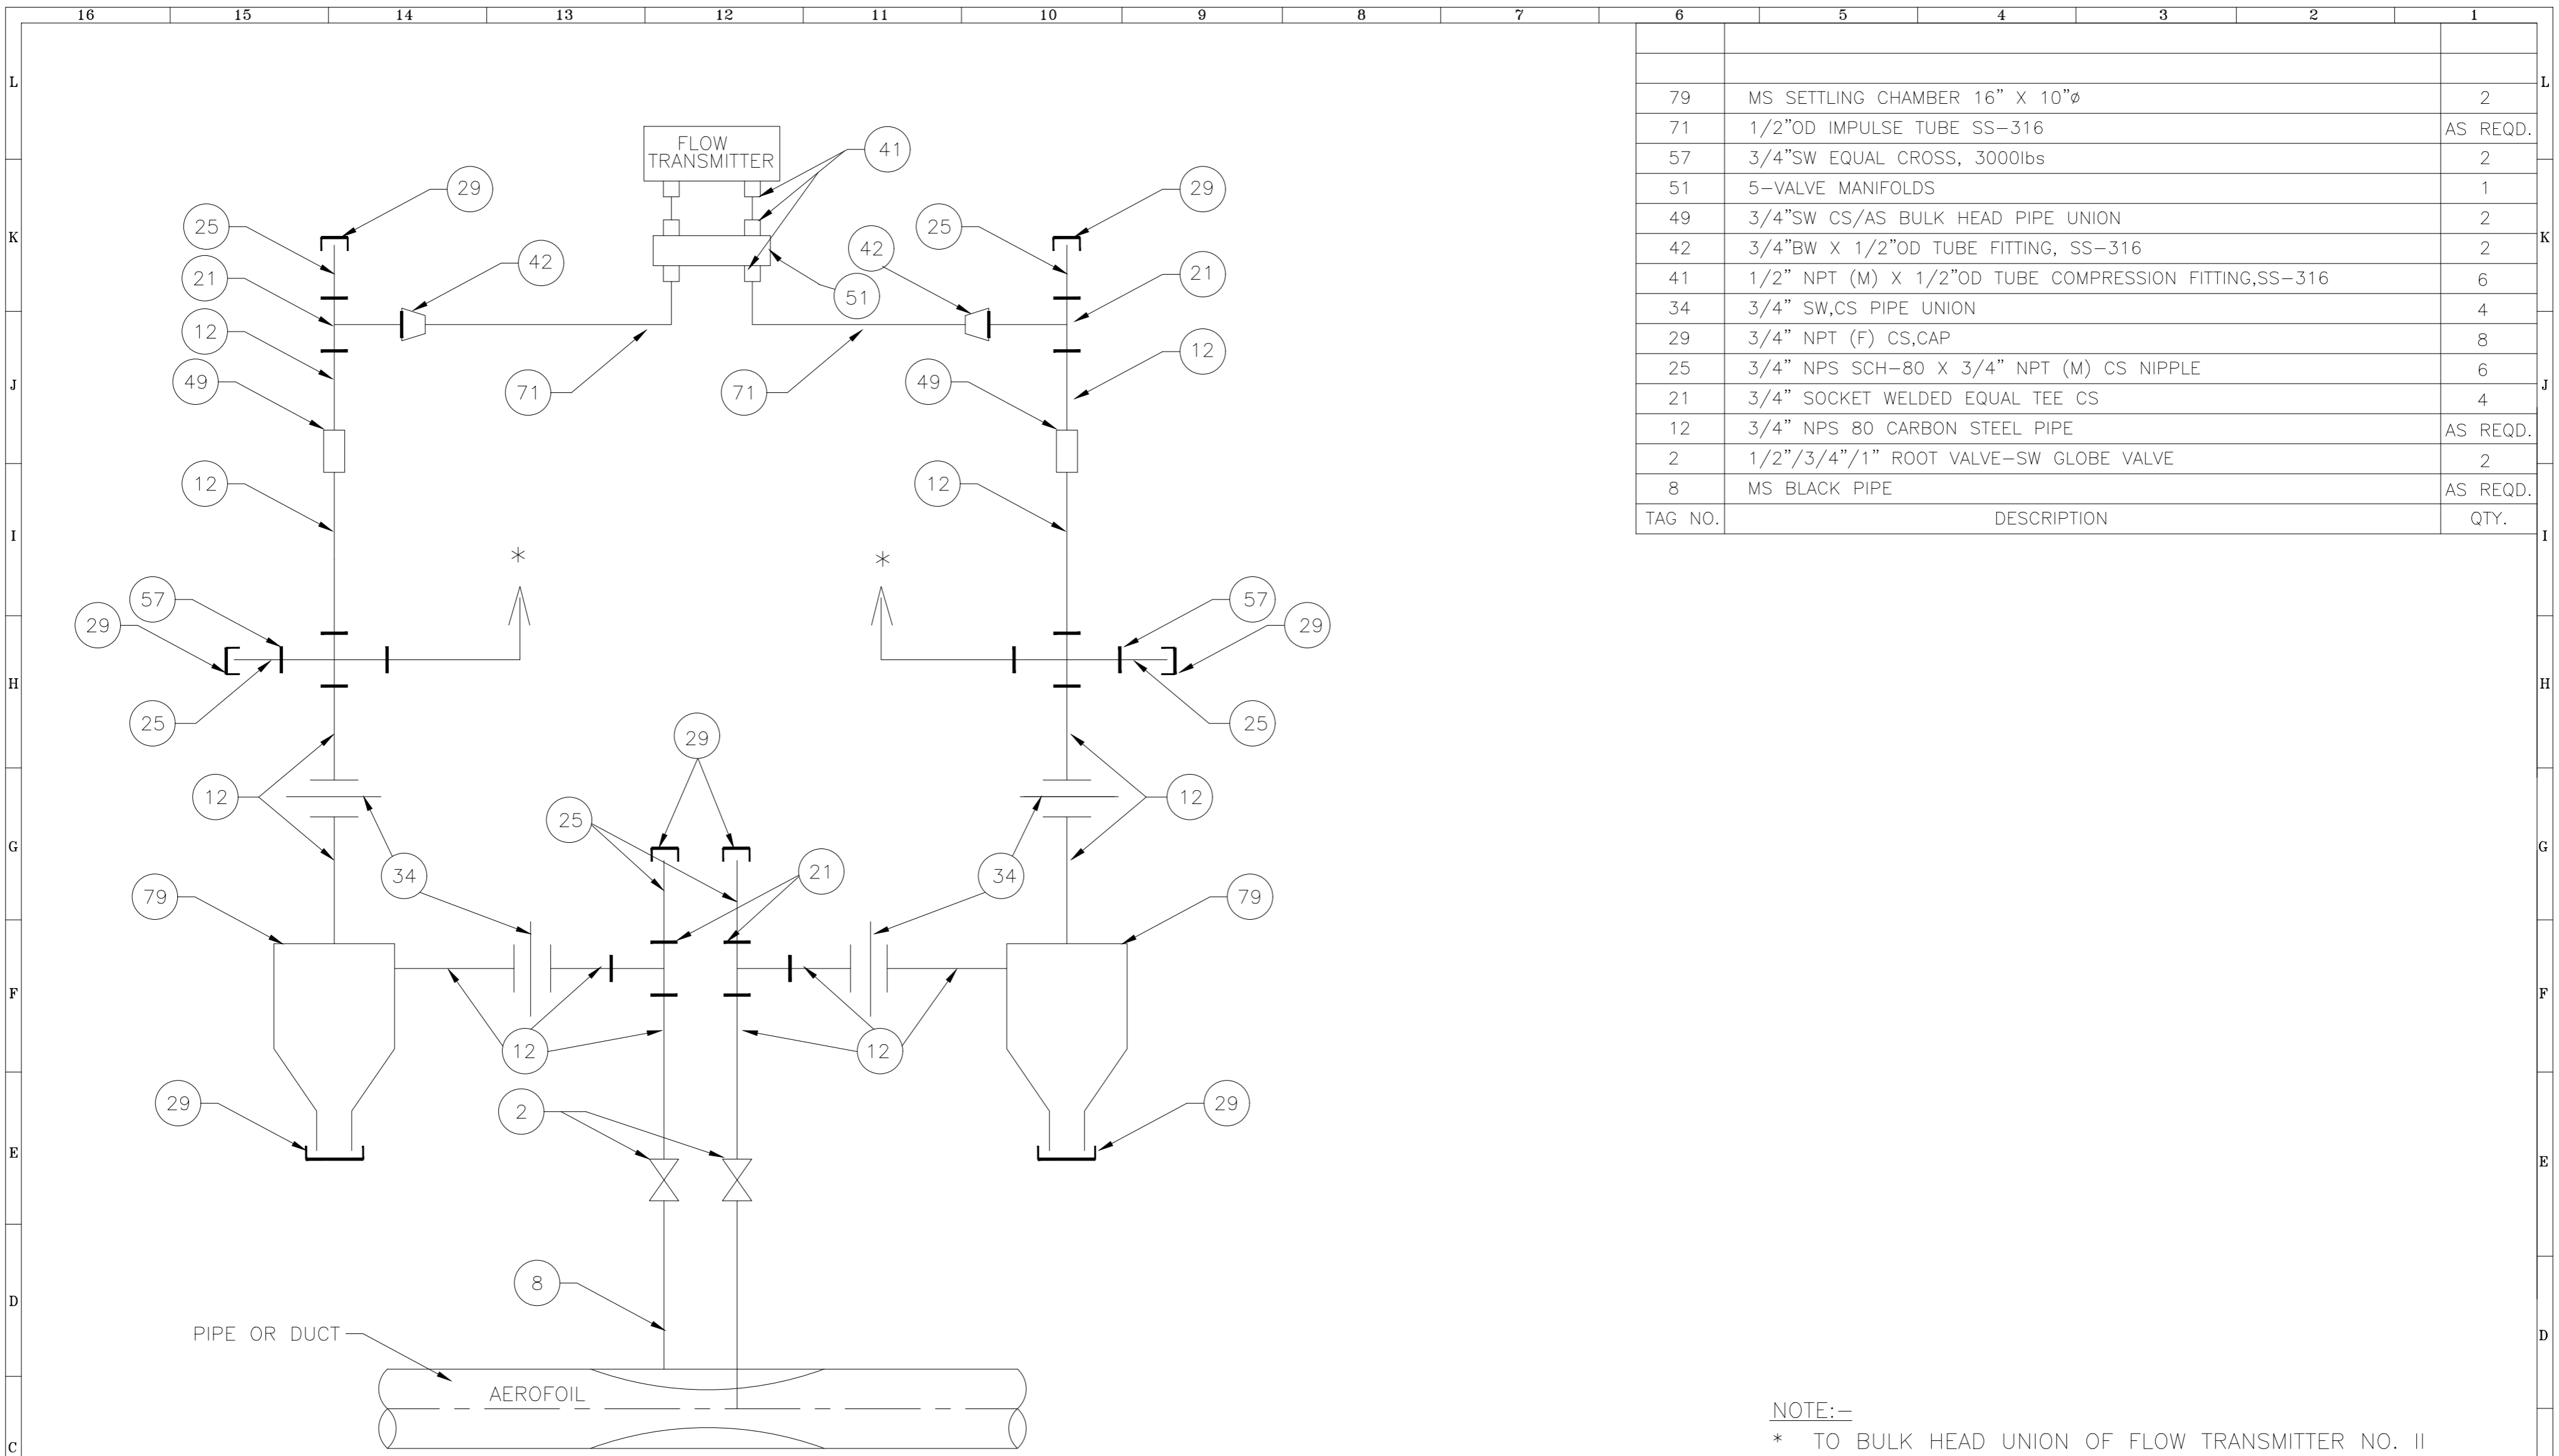 16 15 14 13 12 11 10 9 8 7 6 5 4 3 2 1
L L
79 MS SETTLING CHAMBER 16" X 10"ø 2
71 1/2"OD IMPULSE TUBE SS-316 AS REQD.
57 3/4"SW EQUAL CROSS, 3000lbs 2
51 5-VALVE MANIFOLDS 1
49 3/4"SW CS/AS BULK HEAD PIPE UNION 2
42 3/4"BW X 1/2"OD TUBE FITTING, SS-316 2
41 1/2" NPT (M) X 1/2"OD TUBE COMPRESSION FITTING,SS-316 6
34 3/4" SW,CS PIPE UNION 4
29 3/4" NPT (F) CS,CAP 8
25 3/4" NPS SCH-80 X 3/4" NPT (M) CS NIPPLE 6
21 3/4" SOCKET WELDED EQUAL TEE CS 4
12 3/4" NPS 80 CARBON STEEL PIPE AS REQD.
2 1/2"/3/4"/1" ROOT VALVE-SW GLOBE VALVE 2
8 MS BLACK PIPE AS REQD.
TAG NO. DESCRIPTION QTY.
FLOW
TRANSMITTER
41
29 29
25 25
K K
42 42
21 21
51
12 12
49 71 71 49
J J
12 12
I I
* *
57 57
29 29
H H
25 25
29
12 12
25
G G
34 21 34
79 79
F F
12 12
29 2 29
E E
8
D D
PIPE OR DUCT
AEROFOIL
C
NOTE:-
* TO BULK HEAD UNION OF FLOW TRANSMITTER NO. II